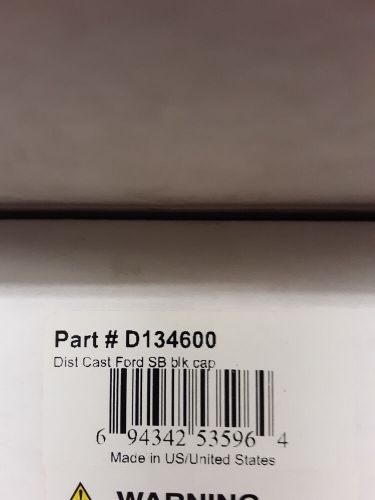 Part # D134600
Dist Cast Ford SB blk cap
6 94342 53596 4
Made in US/United States
WARNING